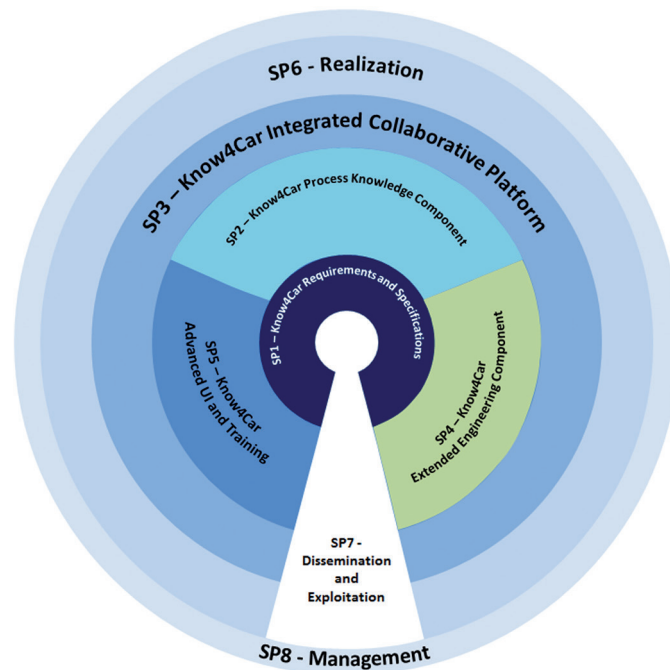 SP6 - Realization
SP3 – Know4Car Integrated Collaborative Platform
SP2 – Know4Car Process Knowledge Component
SP1 – Know4Car Requirements and Specifications
SP5 – Know4Car
Advanced UI and Training
SP4 – Know4Car
Extended Engineering Component
SP7 -
Dissemination
and
Exploitation
SP8 - Management